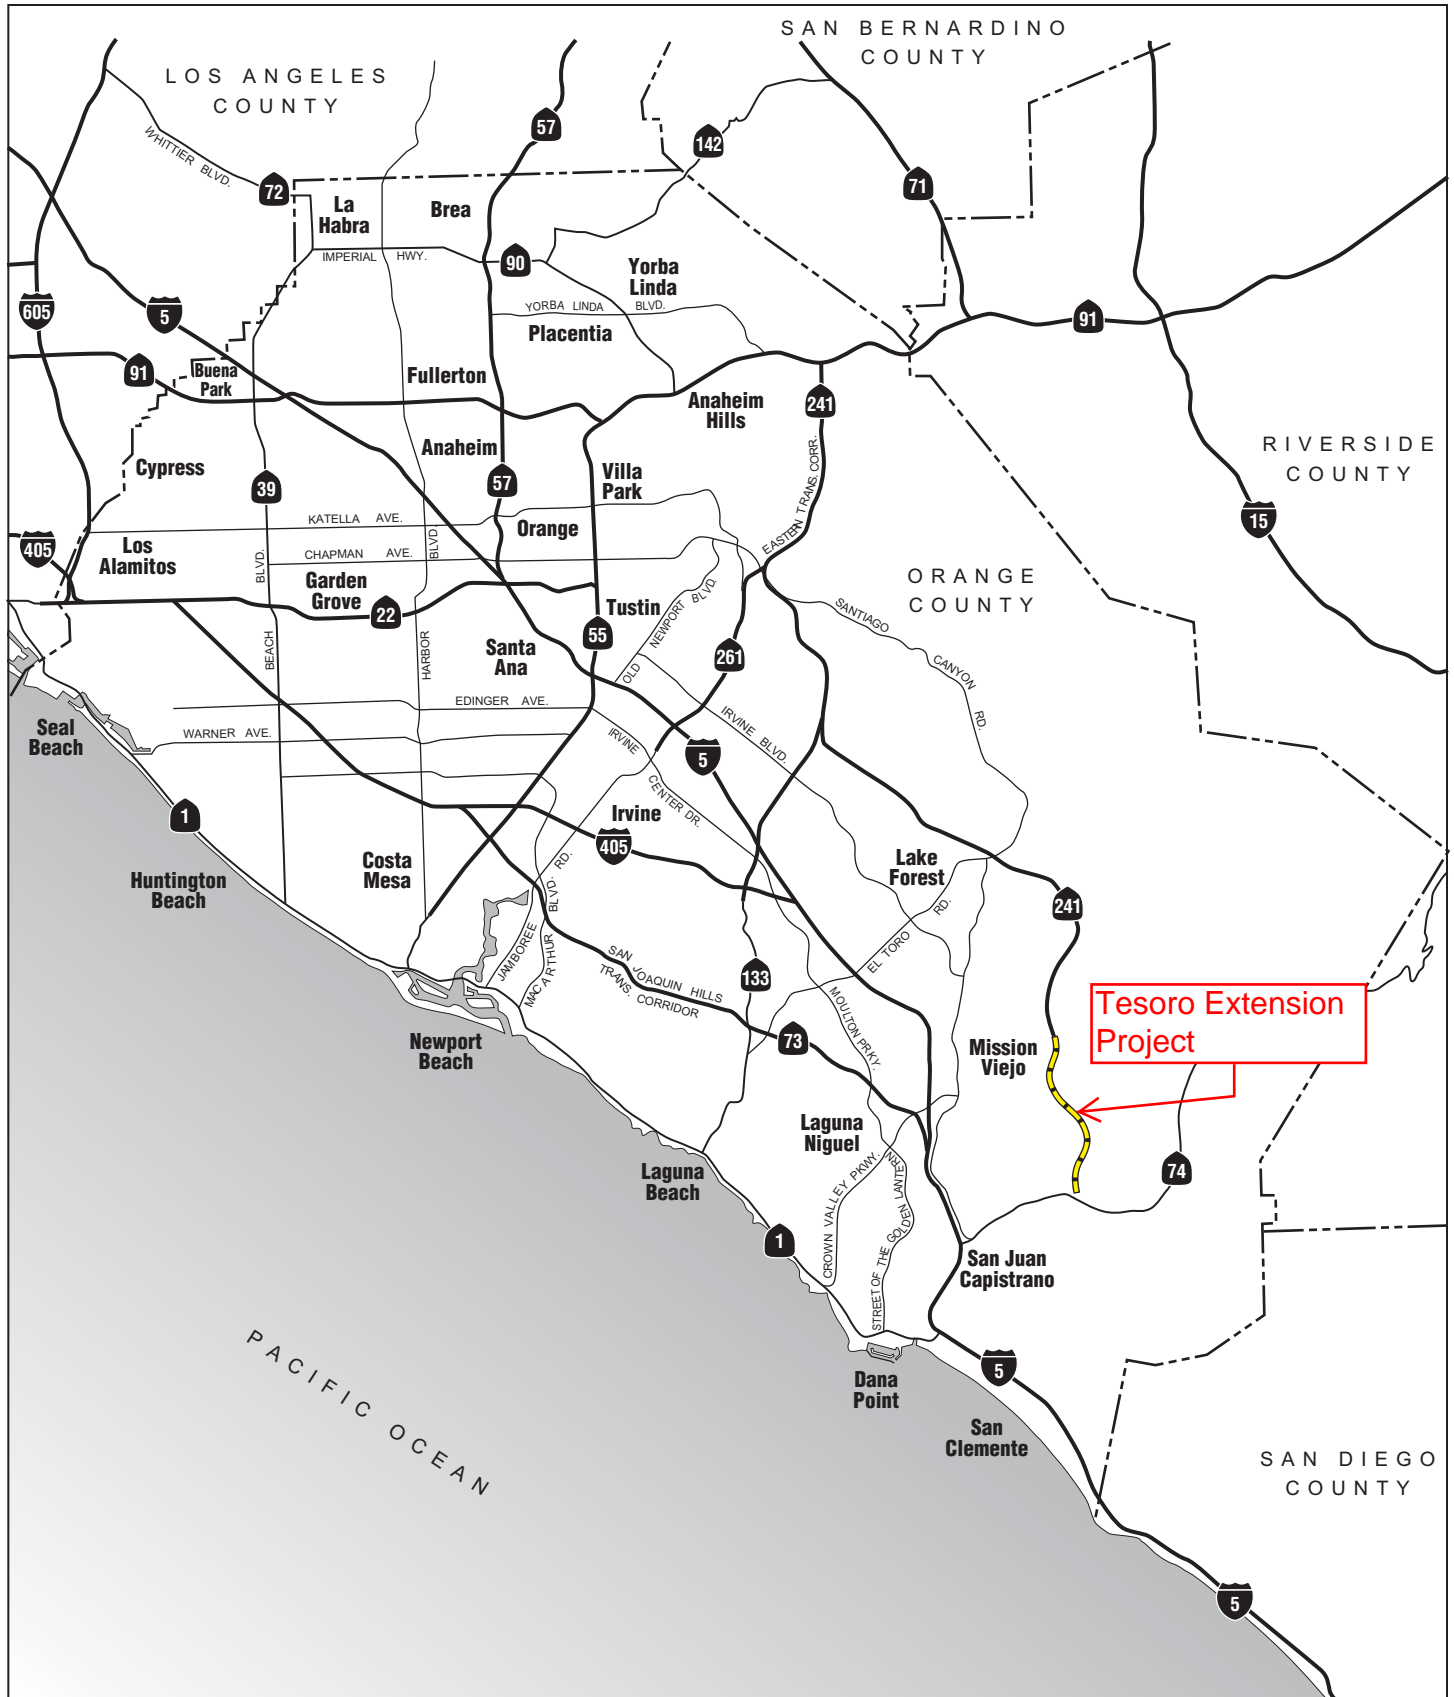 SAN BERNARDINO
COUNTY
LOS ANGELES
COUNTY
57
142
WHITTIER BLVD.
72
71
La
Habra
Brea
IMPERIAL HWY.
90
Yorba
Linda
605
5
YORBA LINDA BLVD.
91
Placentia
91
Buena
Park
Fullerton
Anaheim
Hills
241
RIVERSIDE
COUNTY
Cypress
Anaheim
Villa
Park
39
57
EASTERN TRANS. CORR.
KATELLA AVE.
Orange
15
405
Los
Alamitos
BLVD.
CHAPMAN AVE.
BLVD.
ORANGE
COUNTY
Garden
Grove
22
Tustin
OLD NEWPORT BLVD.
SANTIAGO
CANYON
RD.
55
BEACH
HARBOR
Santa
Ana
261
EDINGER AVE.
Seal
Beach
WARNER AVE.
IRVINE
CENTER DR.
IRVINE BLVD.
5
1
Irvine
405
Huntington
Beach
Costa
Mesa
Lake
Forest
241
JAMBOREE RD.
MAC ARTHUR BLVD.
EL TORO RD.
SAN JOAQUIN HILLS
TRANS. CORRIDOR
133
MOULTON PRKY.
Tesoro Extension
Project
Newport
Beach
73
Mission
Viejo
Laguna
Niguel
Laguna
Beach
CROWN VALLEY PKWY.
STREET OF THE GOLDEN LANTERN
74
1
San Juan
Capistrano
PACIFIC OCEAN
5
Dana
Point
San
Clemente
SAN DIEGO
COUNTY
5